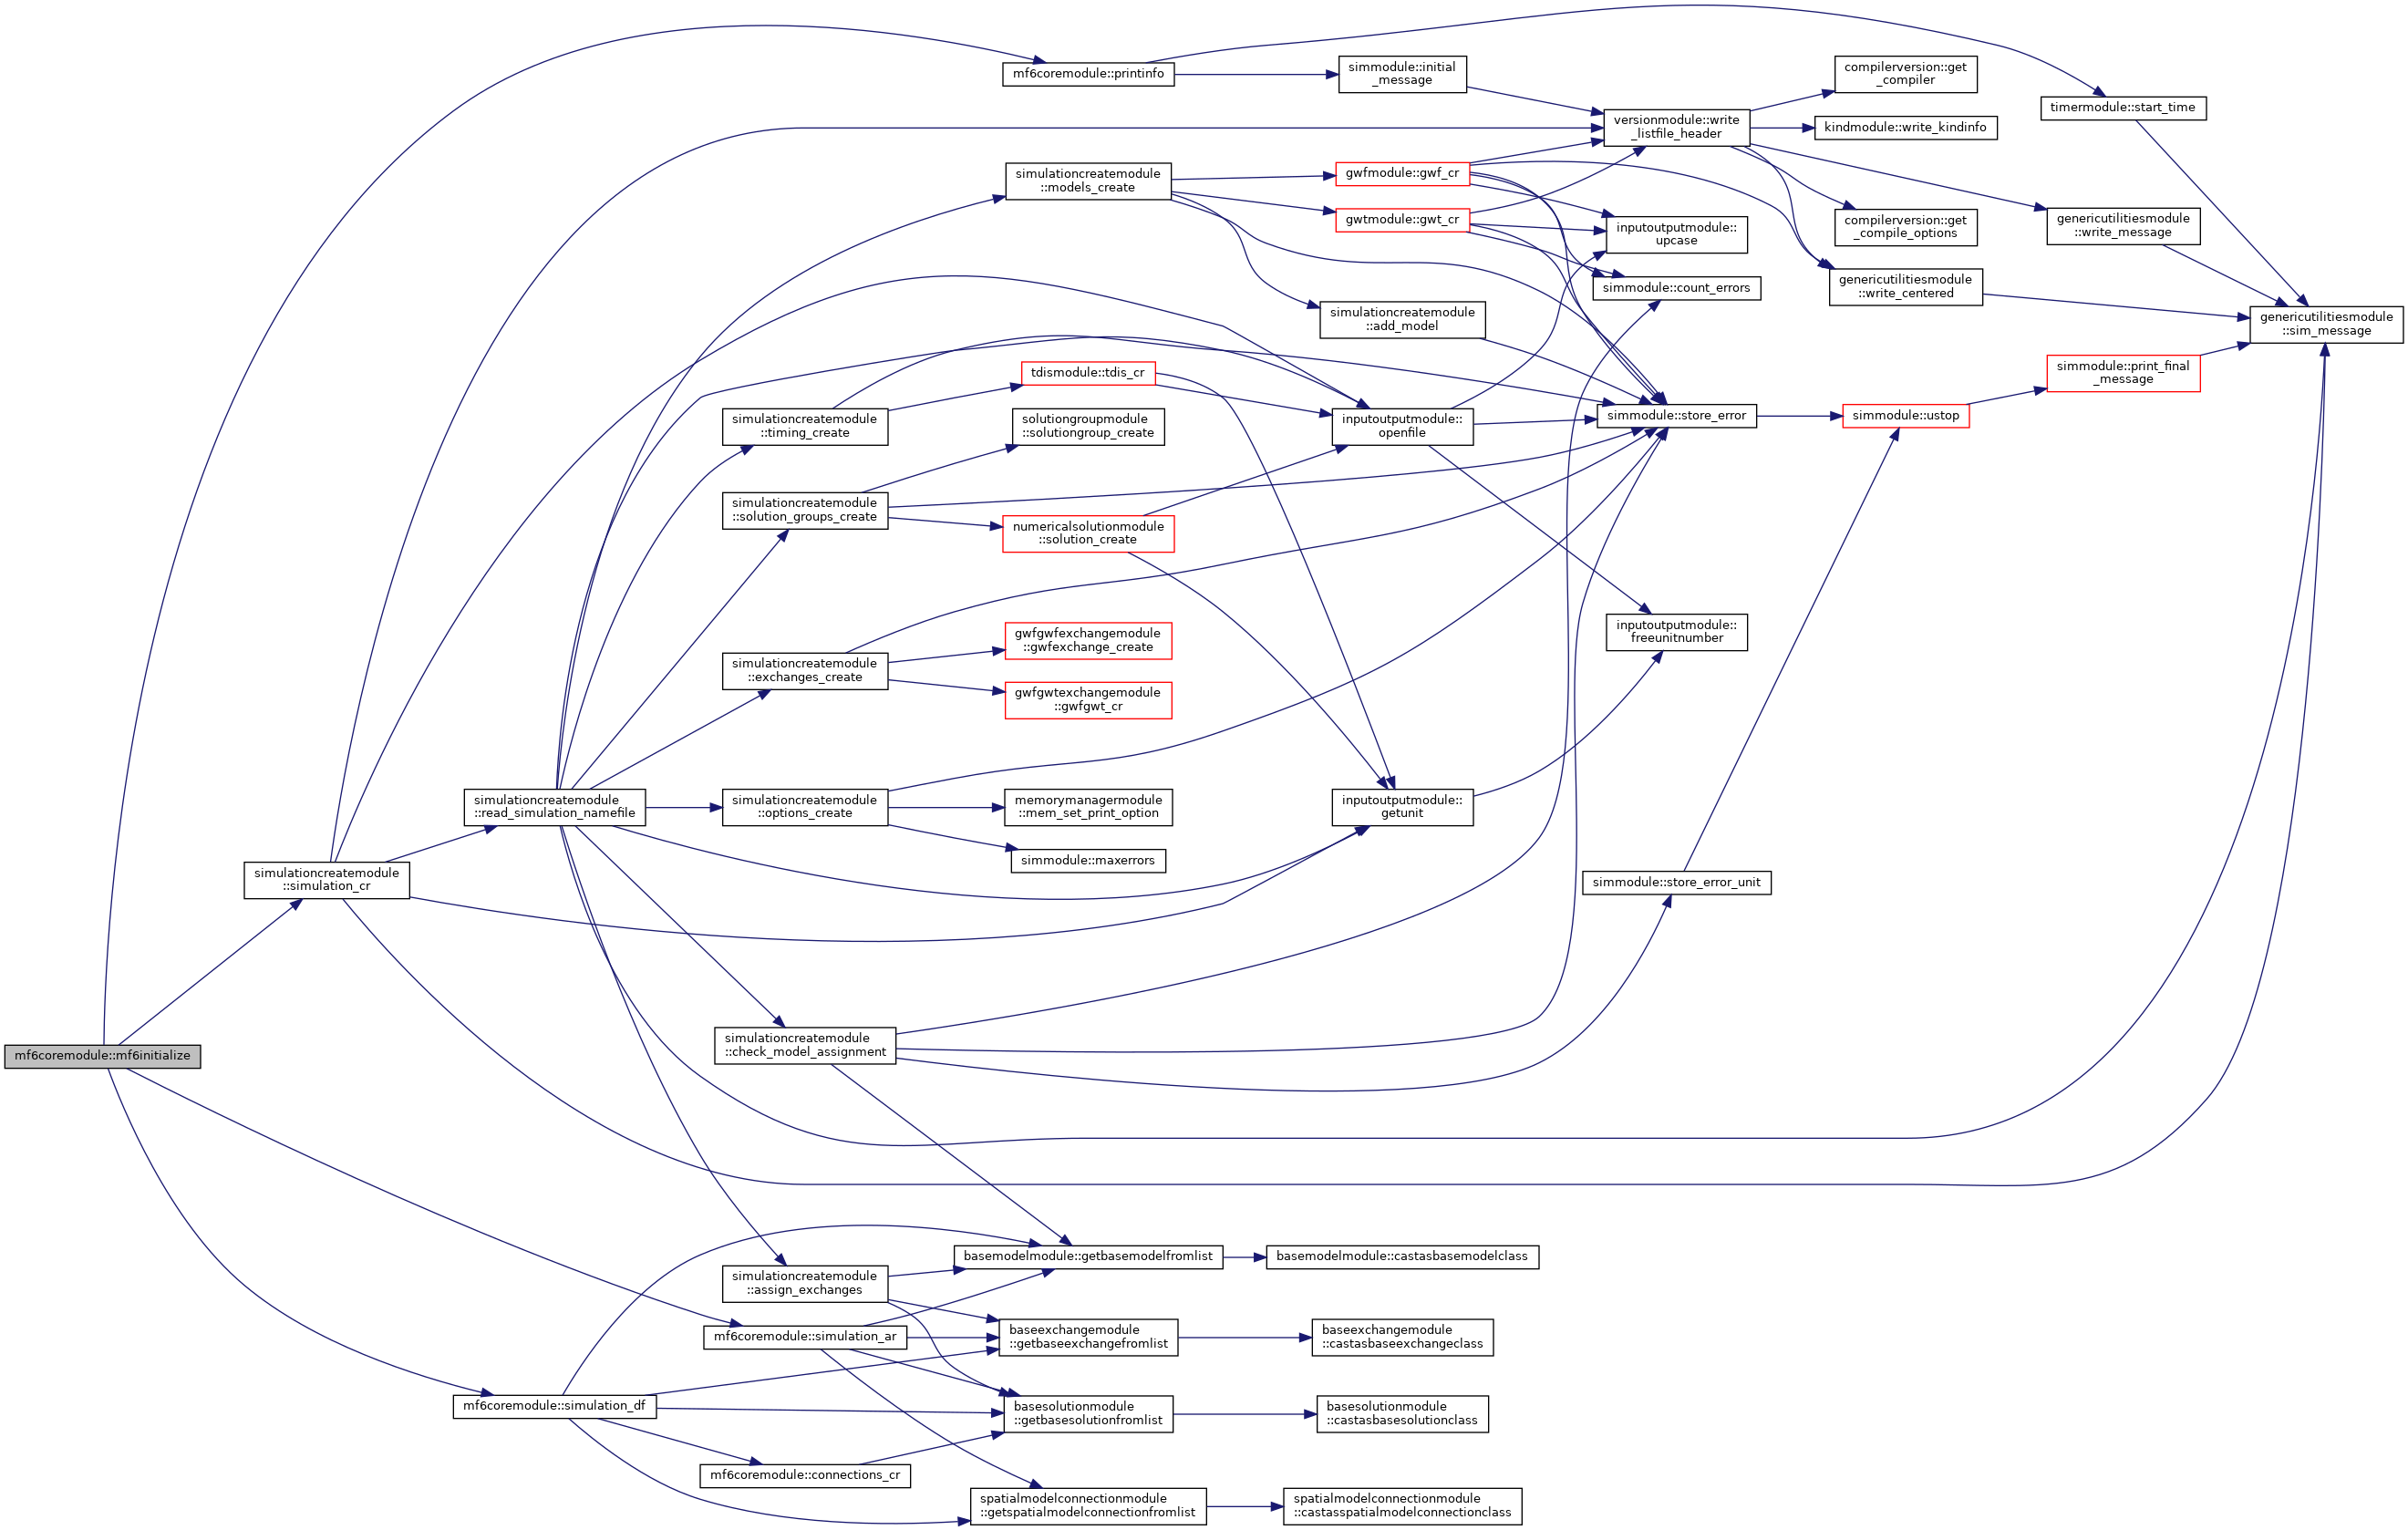 mf6coremodule::mf6initialize
mf6coremodule::printinfo
simulationcreatemodule
::simulation_cr
mf6coremodule::simulation_ar
mf6coremodule::simulation_df
simmodule::initial
_message
timermodule::start_time
versionmodule::write
_listfile_header
compilerversion::get
_compiler
kindmodule::write_kindinfo
compilerversion::get
_compile_options
genericutilitiesmodule
::write_message
genericutilitiesmodule
::write_centered
genericutilitiesmodule
::sim_message
simulationcreatemodule
::read_simulation_namefile
simulationcreatemodule
::models_create
gwfmodule::gwf_cr
gwtmodule::gwt_cr
inputoutputmodule::
upcase
simmodule::count_errors
simulationcreatemodule
::add_model
simmodule::store_error
simmodule::ustop
simmodule::print_final
_message
simulationcreatemodule
::timing_create
tdismodule::tdis_cr
inputoutputmodule::
openfile
simulationcreatemodule
::solution_groups_create
solutiongroupmodule
::solutiongroup_create
numericalsolutionmodule
::solution_create
inputoutputmodule::
freeunitnumber
simulationcreatemodule
::exchanges_create
gwfgwfexchangemodule
::gwfexchange_create
gwfgwtexchangemodule
::gwfgwt_cr
simulationcreatemodule
::options_create
memorymanagermodule
::mem_set_print_option
simmodule::maxerrors
inputoutputmodule::
getunit
simmodule::store_error_unit
simulationcreatemodule
::check_model_assignment
simulationcreatemodule
::assign_exchanges
basemodelmodule::getbasemodelfromlist
basemodelmodule::castasbasemodelclass
baseexchangemodule
::getbaseexchangefromlist
baseexchangemodule
::castasbaseexchangeclass
basesolutionmodule
::getbasesolutionfromlist
basesolutionmodule
::castasbasesolutionclass
mf6coremodule::connections_cr
spatialmodelconnectionmodule
::getspatialmodelconnectionfromlist
spatialmodelconnectionmodule
::castasspatialmodelconnectionclass